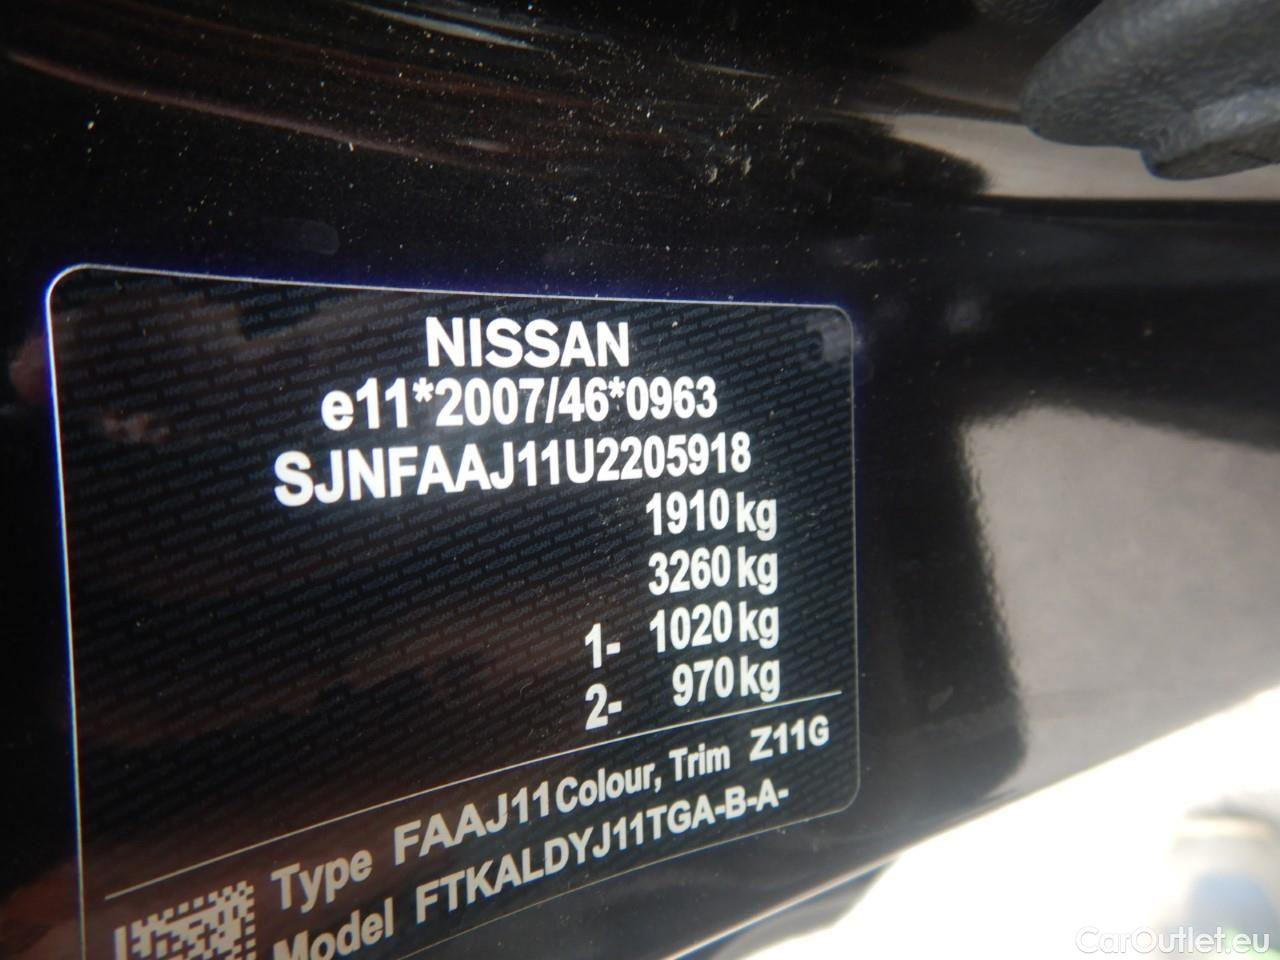 NISSAN
e11*2007/46*0963
SJNFAAJ11U2205918
1910 kg
3260 kg
1- 1020 kg
2- 970 kg
Type FAAJ11 Colour, Trim Z11G
Model FTKALDYJ11TGA-B-A-
CarOutlet.eu